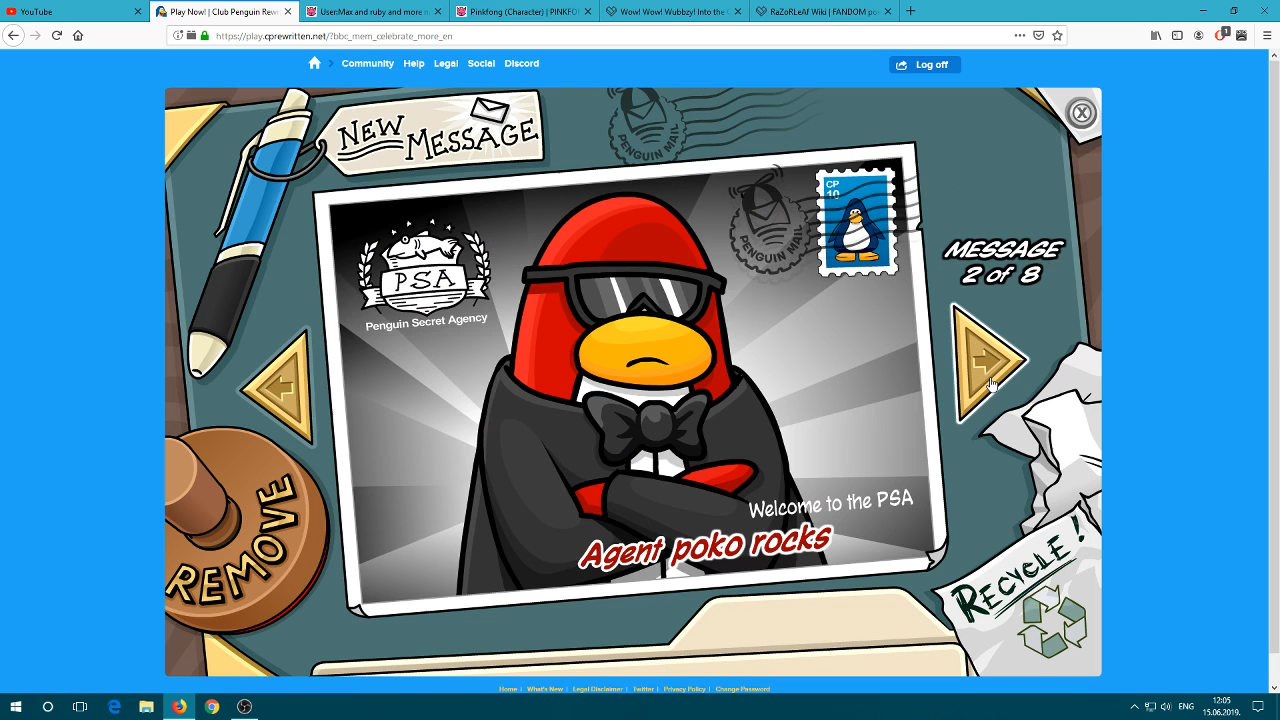 YouTube
Play Now! | Club Penguin Rew
User:Max and ruby and more n
Pinkfong (Character) | PINKFO
Wow! Wow! Wubbzy! Into the
RaZoRLeAf Wiki | FANDOM po
https://play.cprewritten.net/?bbc_mem_celebrate_more_en
1
Community
Help
Legal
Social
Discord
Log off
NEW MESSAGE
PENGUIN MAIL
PENGUIN MAIL
CP
10
PSA
Penguin Secret Agency
MESSAGE
2 of 8
Welcome to the PSA
Agent poko rocks
REMOVE
RECYCLE!
Home | What's New | Legal Disclaimer | Twitter | Privacy Policy | Change Password
ENG
12:05
15.06.2019.